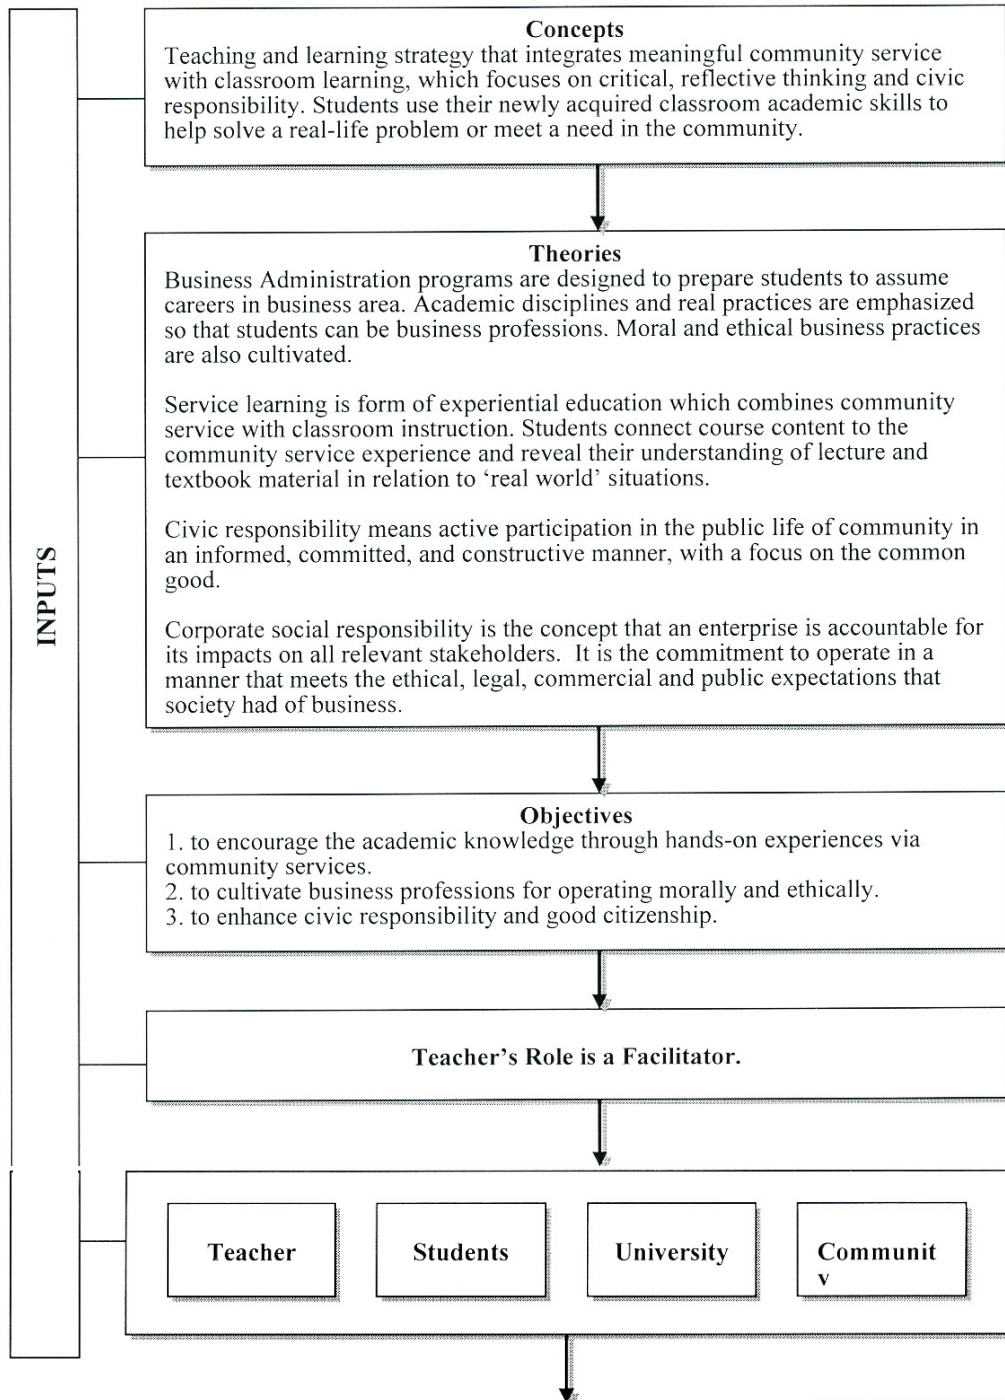 Concepts
Teaching and learning strategy that integrates meaningful community service
with classroom learning, which focuses on critical, reflective thinking and civic
responsibility. Students use their newly acquired classroom academic skills to
help solve a real-life problem or meet a need in the community.
Theories
Business Administration programs are designed to prepare students to assume
careers in business area. Academic disciplines and real practices are emphasized
so that students can be business professions. Moral and ethical business practices
are also cultivated.
Service learning is form of experiential education which combines community
service with classroom instruction. Students connect course content to the
community service experience and reveal their understanding of lecture and
textbook material in relation to ‘real world’ situations.
Civic responsibility means active participation in the public life of community in
an informed, committed, and constructive manner, with a focus on the common
good.
Corporate social responsibility is the concept that an enterprise is accountable for
its impacts on all relevant stakeholders. It is the commitment to operate in a
manner that meets the ethical, legal, commercial and public expectations that
society had of business.
INPUTS
Objectives
1. to encourage the academic knowledge through hands-on experiences via
community services.
2. to cultivate business professions for operating morally and ethically.
3. to enhance civic responsibility and good citizenship.
Teacher’s Role is a Facilitator.
Teacher
Students
University
Communit
y